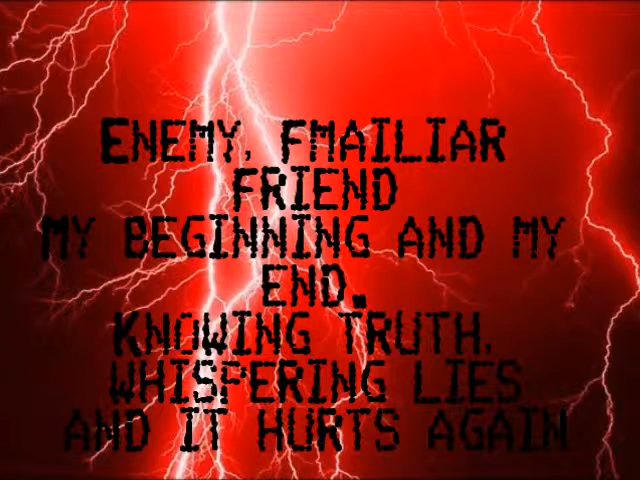 Enemy, Fmailiar
friend
my beginning and my
end.
Knowing truth,
whispering lies
and it hurts again